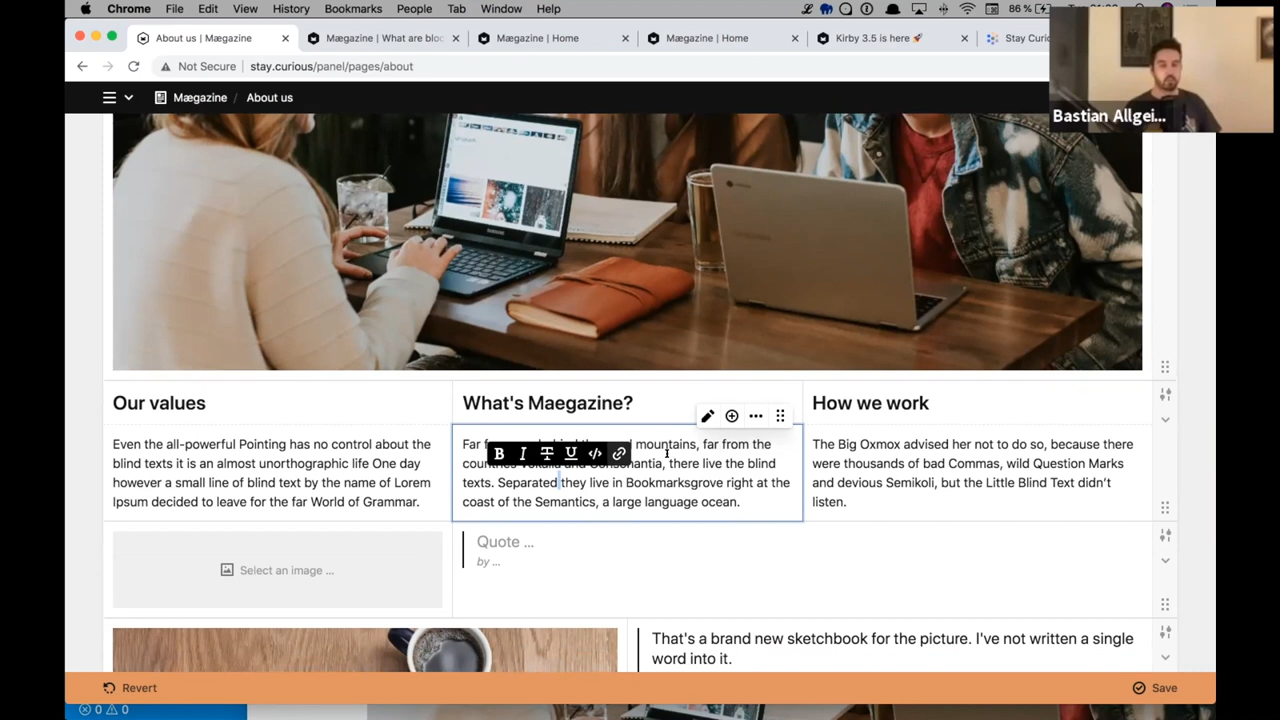 Chrome File Edit View History Bookmarks People Tab Window Help
86 %
About us | Mægazine
Mægazine | What are bloc
Mægazine | Home
Mægazine | Home
Kirby 3.5 is here 🚀
Stay Curi
Not Secure stay.curious/panel/pages/about
Bastian Allgei...
Mægazine / About us
Our values
What's Maegazine?
How we work
Even the all-powerful Pointing has no control about the
blind texts it is an almost unorthographic life One day
however a small line of blind text by the name of Lorem
Ipsum decided to leave for the far World of Grammar.
Far mountains, far from the
there live the blind
texts. Separated they live in Bookmarksgrove right at the
coast of the Semantics, a large language ocean.
B I T U </>
The Big Oxmox advised her not to do so, because there
were thousands of bad Commas, wild Question Marks
and devious Semikoli, but the Little Blind Text didn't
listen.
Select an image ...
Quote ...
by ...
That's a brand new sketchbook for the picture. I've not written a single
word into it.
Revert
Save
0 0